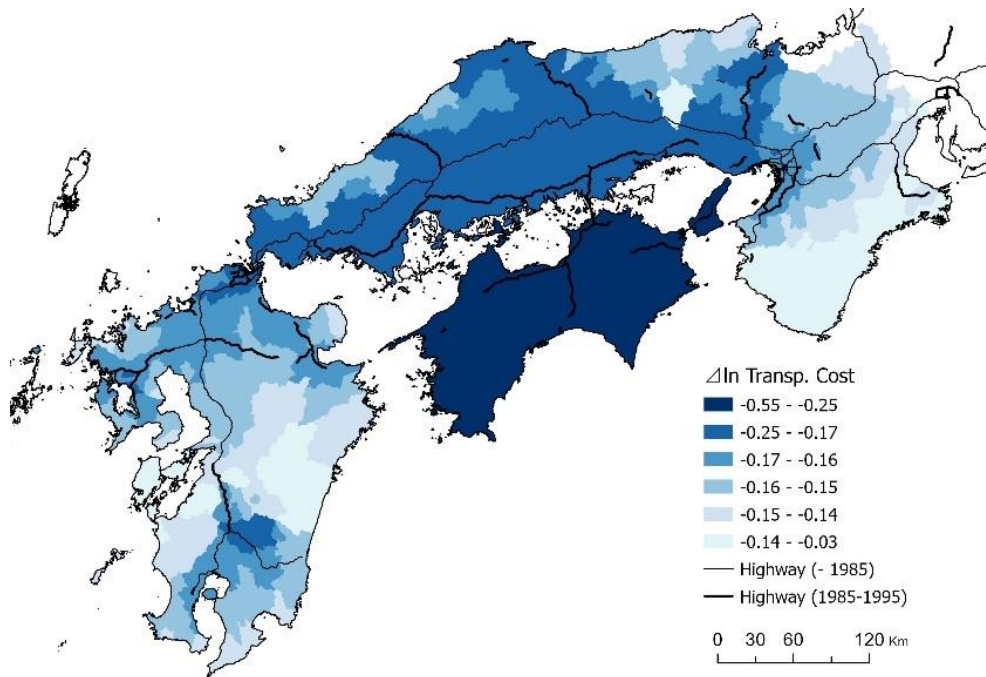 ⊿ln Transp. Cost
-0.55 - -0.25
-0.25 - -0.17
-0.17 - -0.16
-0.16 - -0.15
-0.15 - -0.14
-0.14 - -0.03
Highway (- 1985)
Highway (1985-1995)
0 30 60 120 Km